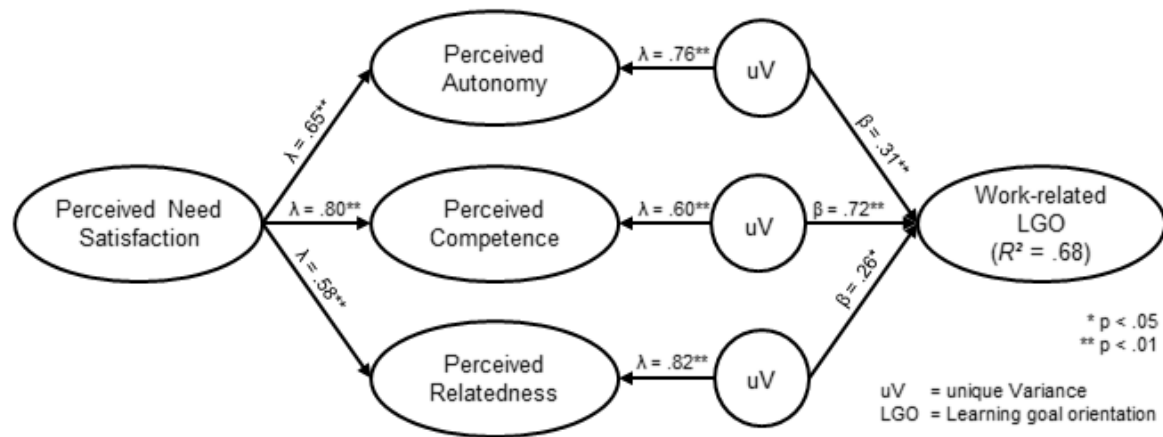 Perceived
Autonomy
λ = .76**
uV
λ = .65**
β = .31**
Perceived Need
Satisfaction
λ = .80**
Perceived
Competence
λ = .60**
uV
β = .72**
Work-related
LGO
(R² = .68)
λ = .58**
β = .26*
Perceived
Relatedness
λ = .82**
uV
* p < .05
** p < .01
uV = unique Variance
LGO = Learning goal orientation